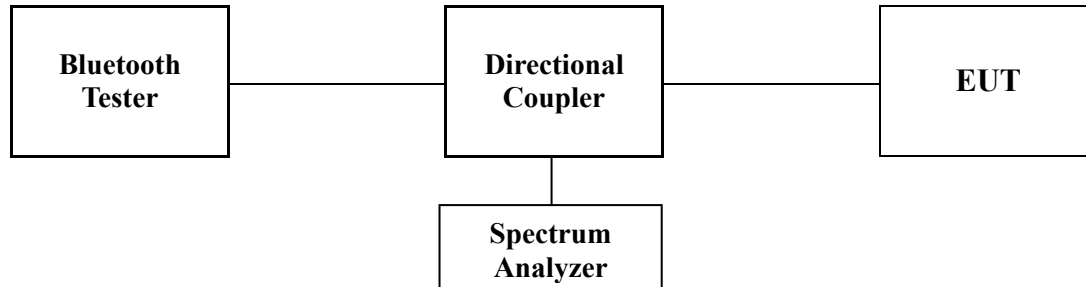 Bluetooth
Tester
Directional
Coupler
EUT
Spectrum
Analyzer